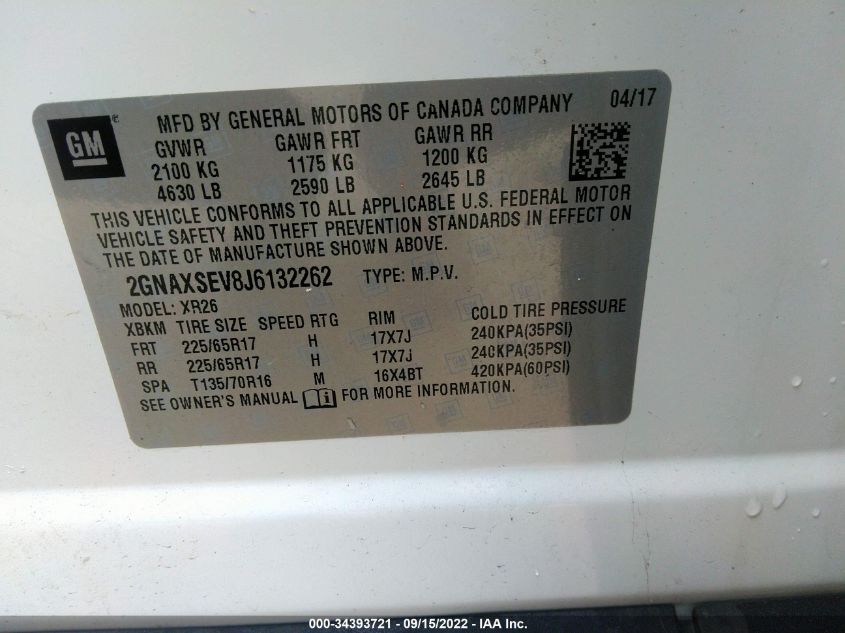 GM
MFD BY GENERAL MOTORS OF CANADA COMPANY 04/17
GVWR GAWR FRT GAWR RR
2100 KG 1175 KG 1200 KG
4630 LB 2590 LB 2645 LB
THIS VEHICLE CONFORMS TO ALL APPLICABLE U.S. FEDERAL MOTOR
VEHICLE SAFETY AND THEFT PREVENTION STANDARDS IN EFFECT ON
THE DATE OF MANUFACTURE SHOWN ABOVE.
2GNAXSEV8J6132262 TYPE: M.P.V.
MODEL: XR26
XBKM TIRE SIZE SPEED RTG RIM COLD TIRE PRESSURE
FRT 225/65R17 H 17X7J 240KPA(35PSI)
RR 225/65R17 H 17X7J 240KPA(35PSI)
SPA T135/70R16 M 16X4BT 420KPA(60PSI)
SEE OWNER'S MANUAL i FOR MORE INFORMATION.
000-34393721 - 09/15/2022 - IAA Inc.